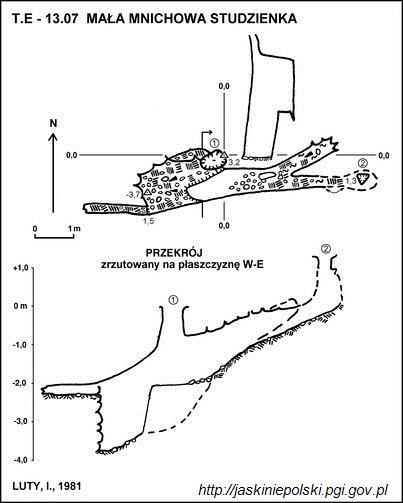 T.E - 13.07 MAŁA MNICHOWA STUDZIENKA
0,0
N
0,0
①
3,2
0,0
②
1,3
-3,7
1,5
0,0
0 1m
PRZEKRÓJ
zrzutowany na płaszczyznę W-E
②
+1,0
①
0 m
-1,0
-2,0
-3,0
-4,0
LUTY, I., 1981
http://jaskiniepolski.pgi.gov.pl